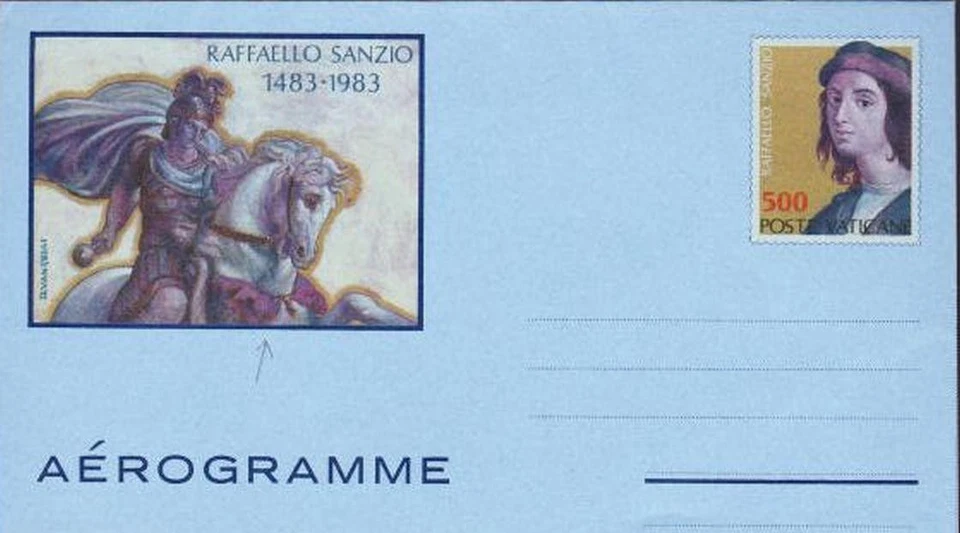 RAFFAELLO SANZIO
1483·1983
RAFFAELLO SANZIO
500
POSTE VATICANE
AÉROGRAMME